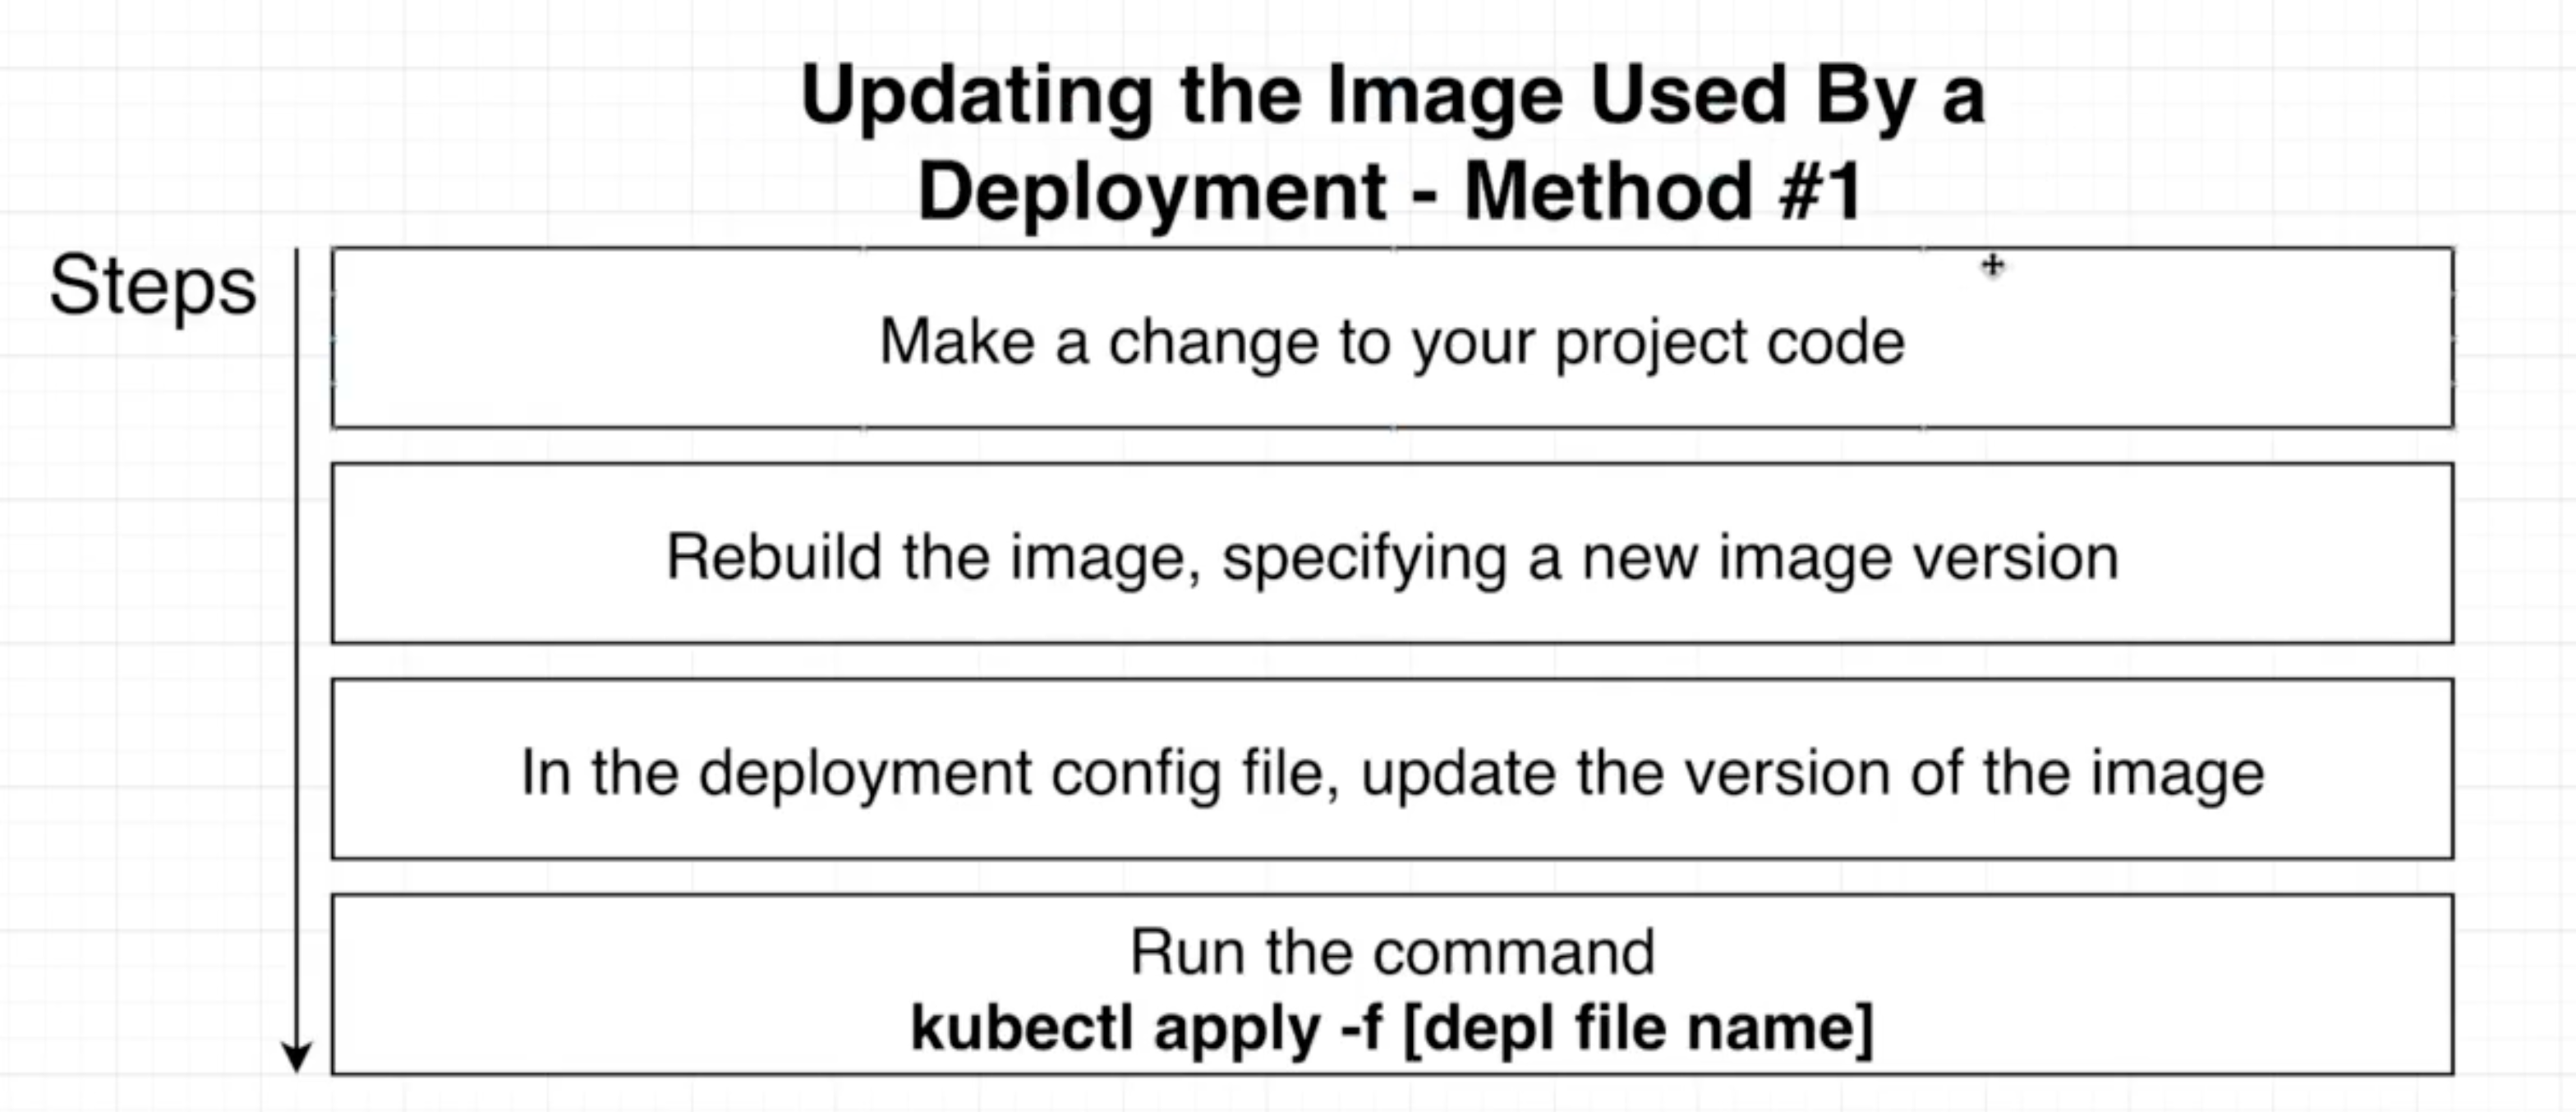 Updating the Image Used By a
Deployment - Method #1
Steps
Make a change to your project code
Rebuild the image, specifying a new image version
In the deployment config file, update the version of the image
Run the command
kubectl apply -f [depl file name]